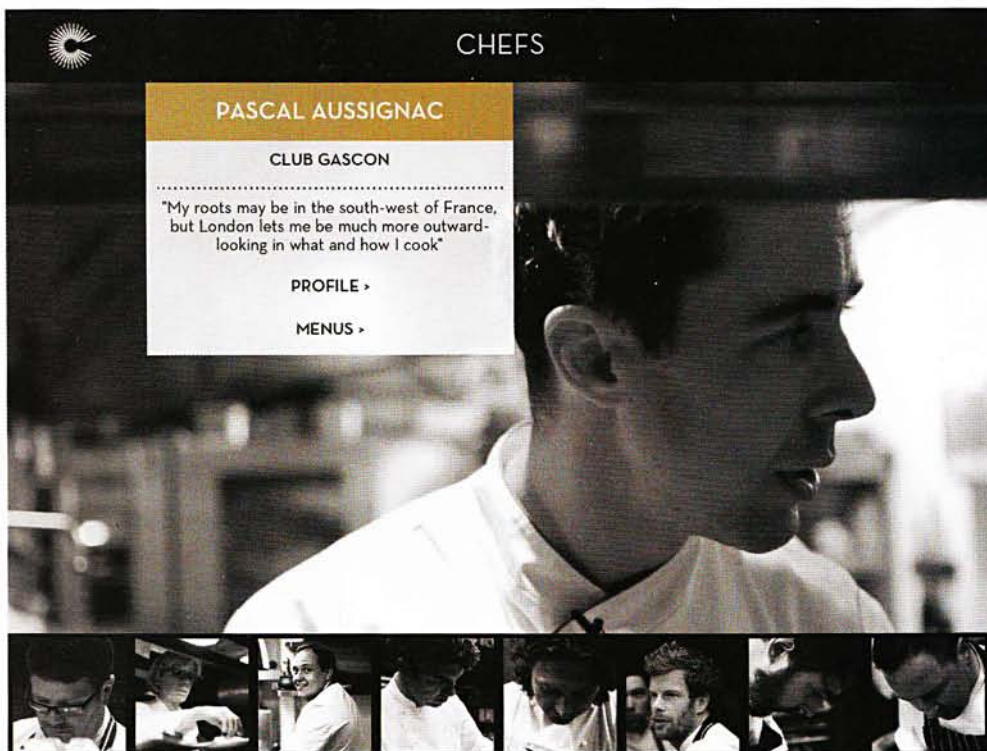 CHEFS
PASCAL AUSSIGNAC
CLUB GASCON
"My roots may be in the south-west of France,
but London lets me be much more outward-
looking in what and how I cook"
PROFILE >
MENUS >